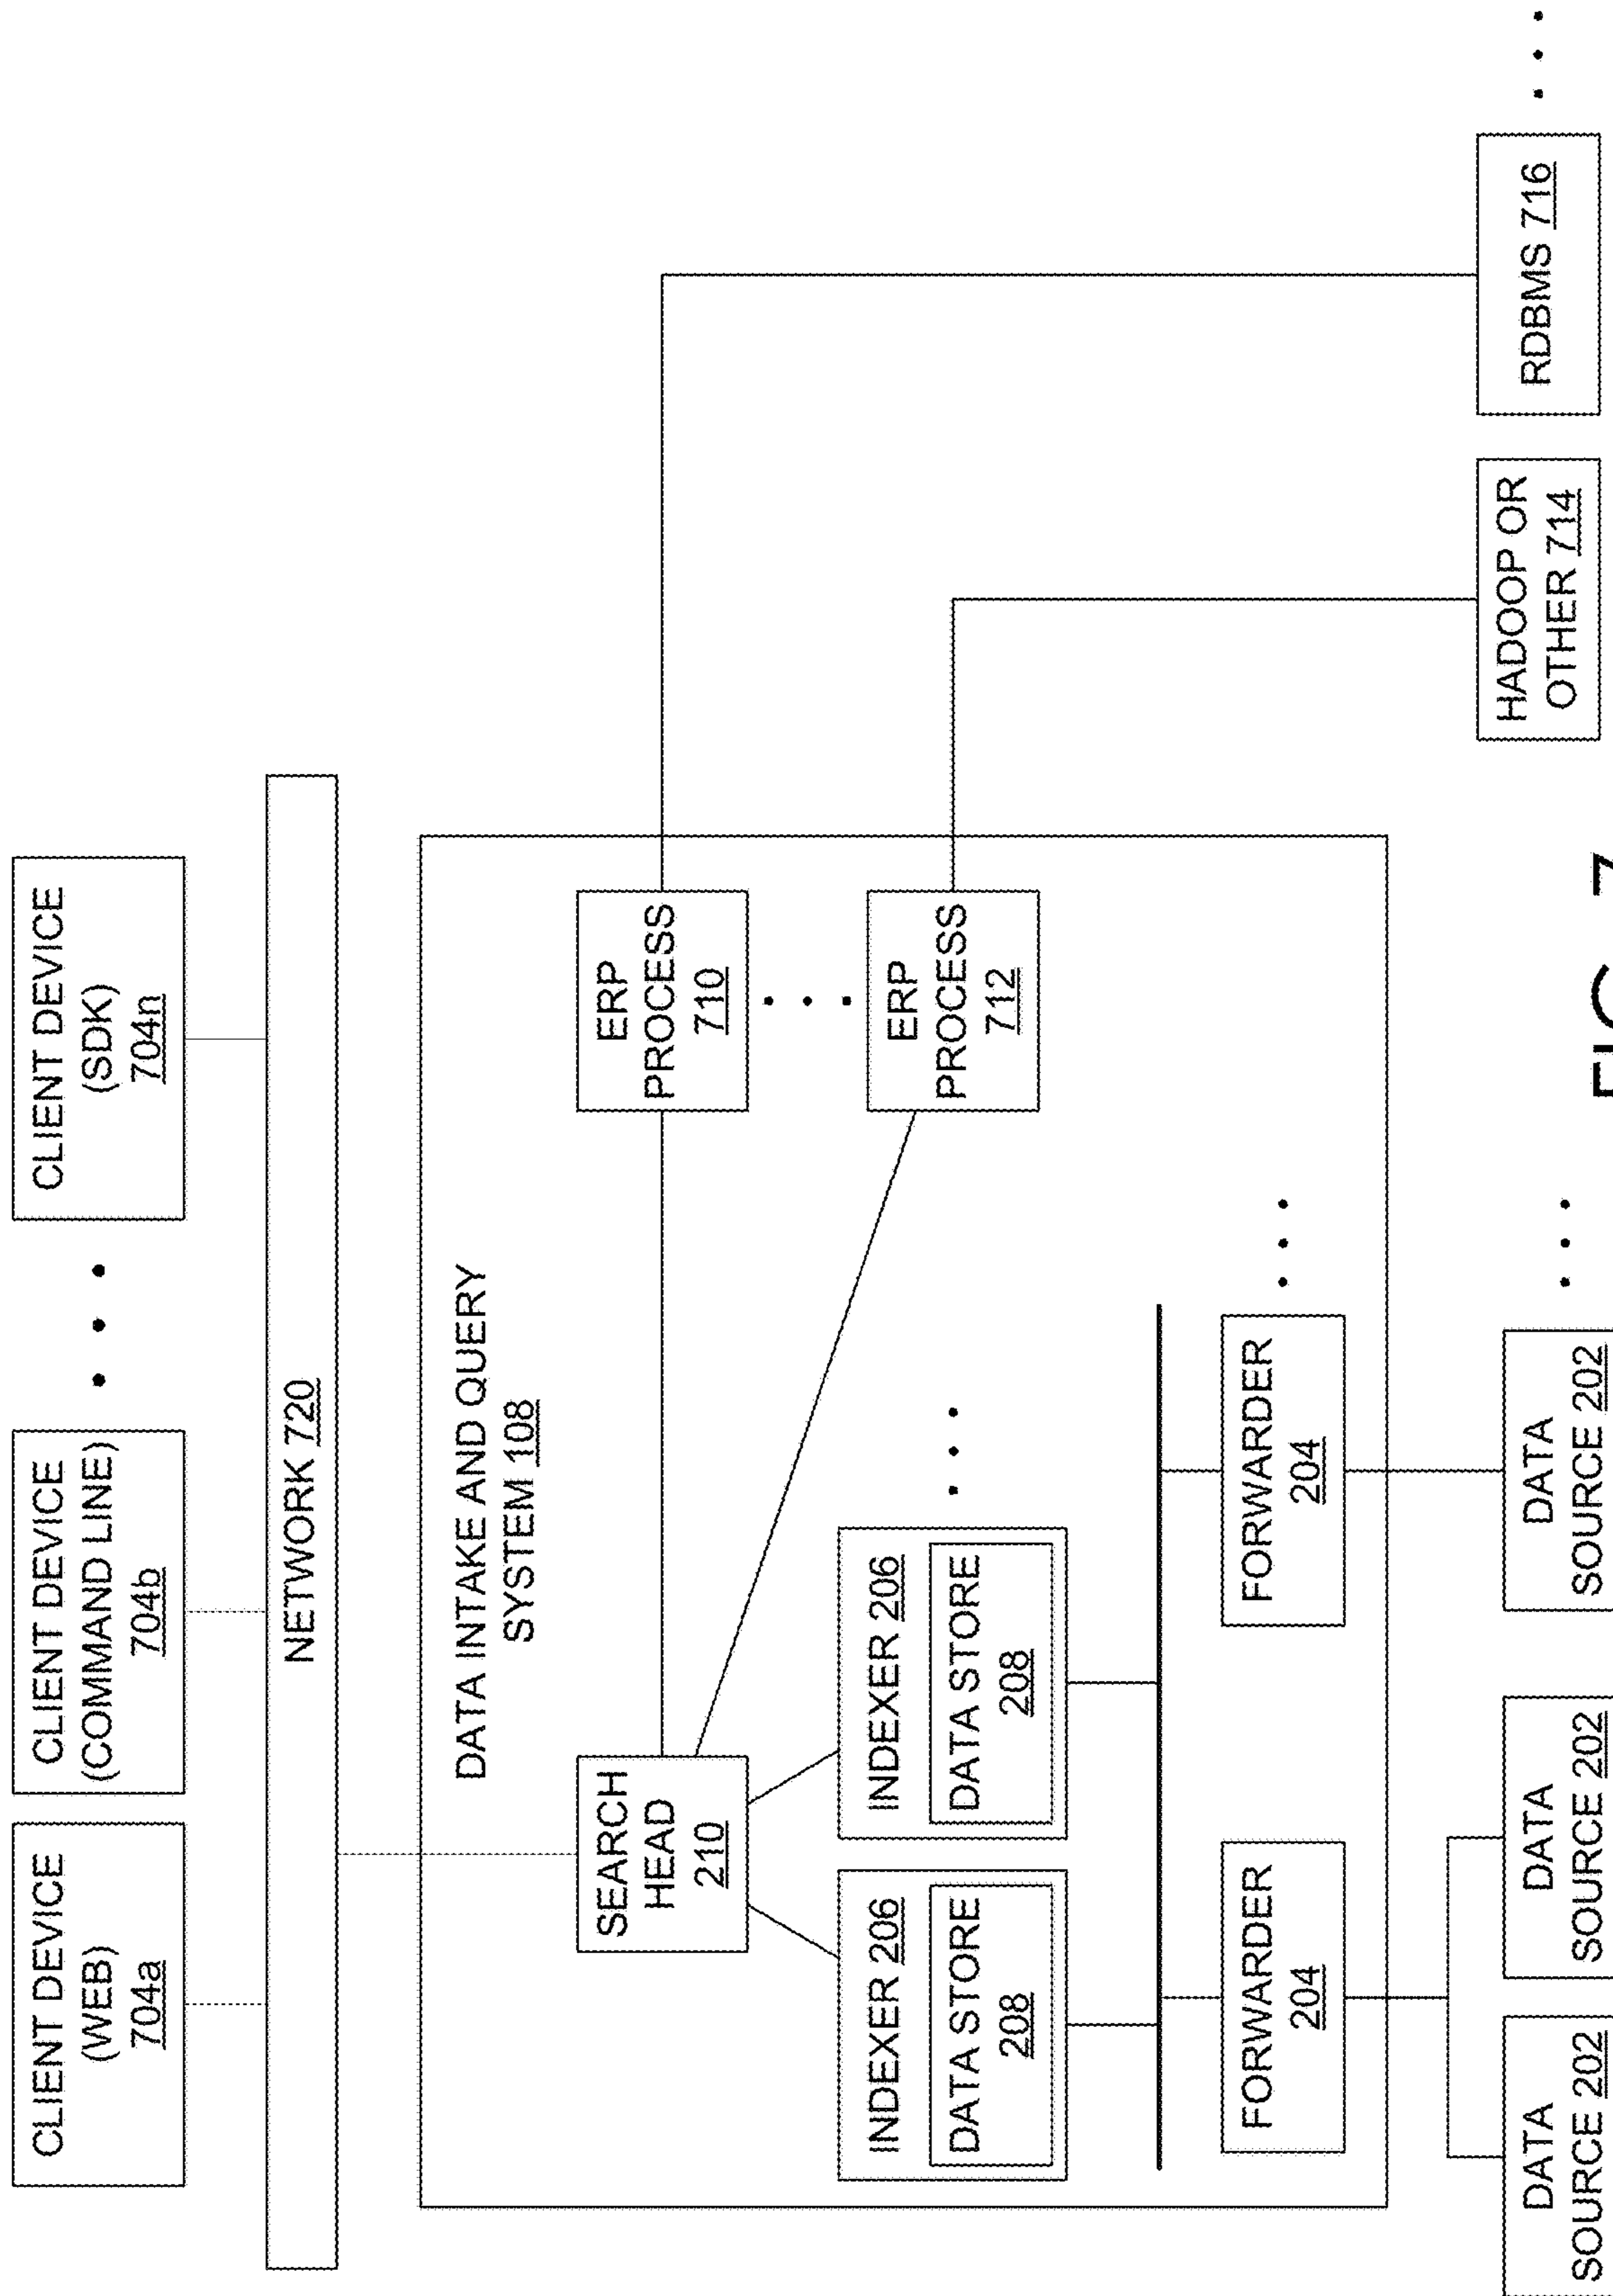 CLIENT DEVICE
(WEB)
704a
CLIENT DEVICE
(COMMAND LINE)
704b
CLIENT DEVICE
(SDK)
704n
NETWORK 720
DATA INTAKE AND QUERY
SYSTEM 108
SEARCH
HEAD
210
ERP
PROCESS
710
ERP
PROCESS
712
INDEXER 206
DATA STORE
208
INDEXER 206
DATA STORE
208
FORWARDER
204
FORWARDER
204
DATA
SOURCE 202
DATA
SOURCE 202
DATA
SOURCE 202
HADOOP OR
OTHER 714
RDBMS 716
FIG. 7